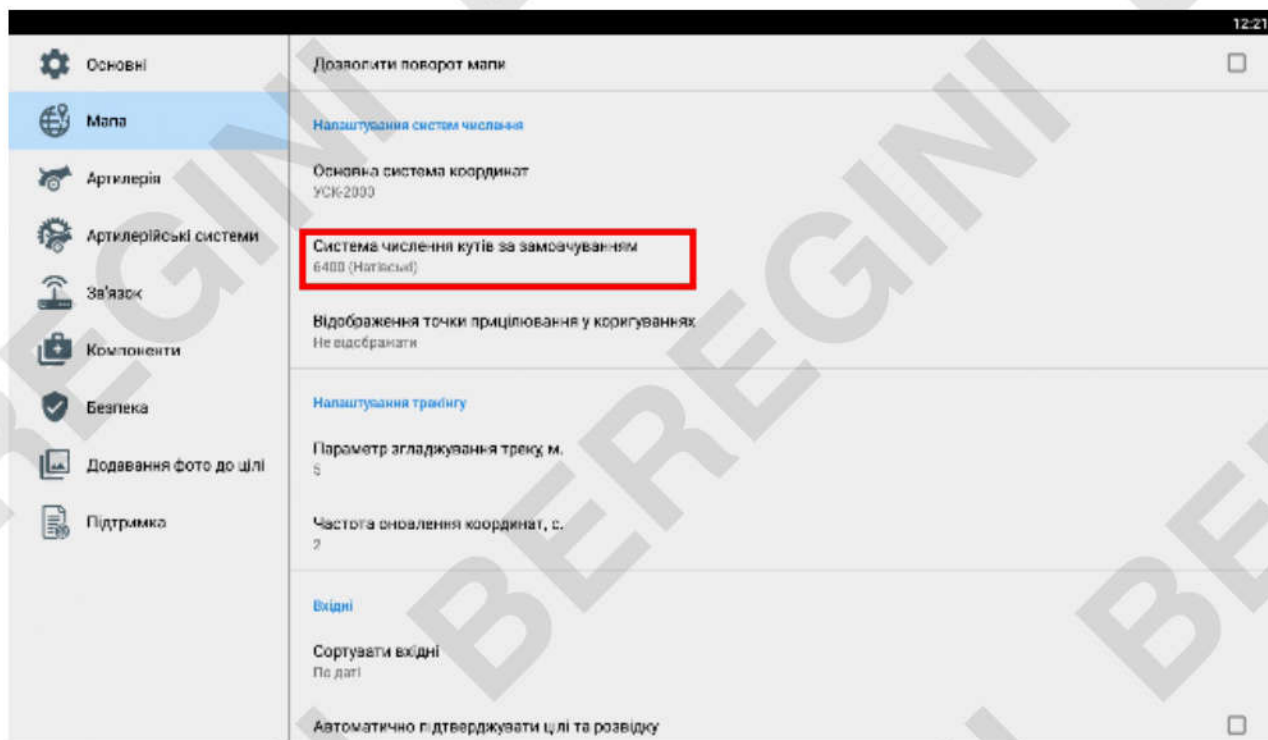 12:21
Основні
Мапа
Артилерія
Артилерійські системи
Зв'язок
Компоненти
Безпека
Додавання фото до цілі
Підтримка
Дозволити поворот мапи
Налаштування систем числення
Основна система координат
УСК-2000
Система числення кутів за замовчуванням
6400 (Натівські)
Відображення точки прицілювання у коригуваннях
Не відображати
Налаштування трекінгу
Параметр згладжування треку, м.
5
Частота оновлення координат, с.
2
Вхідні
Сортувати вхідні
По даті
Автоматично підтверджувати цілі та розвідку
BEREGINI
BEREGINI
BEREGINI